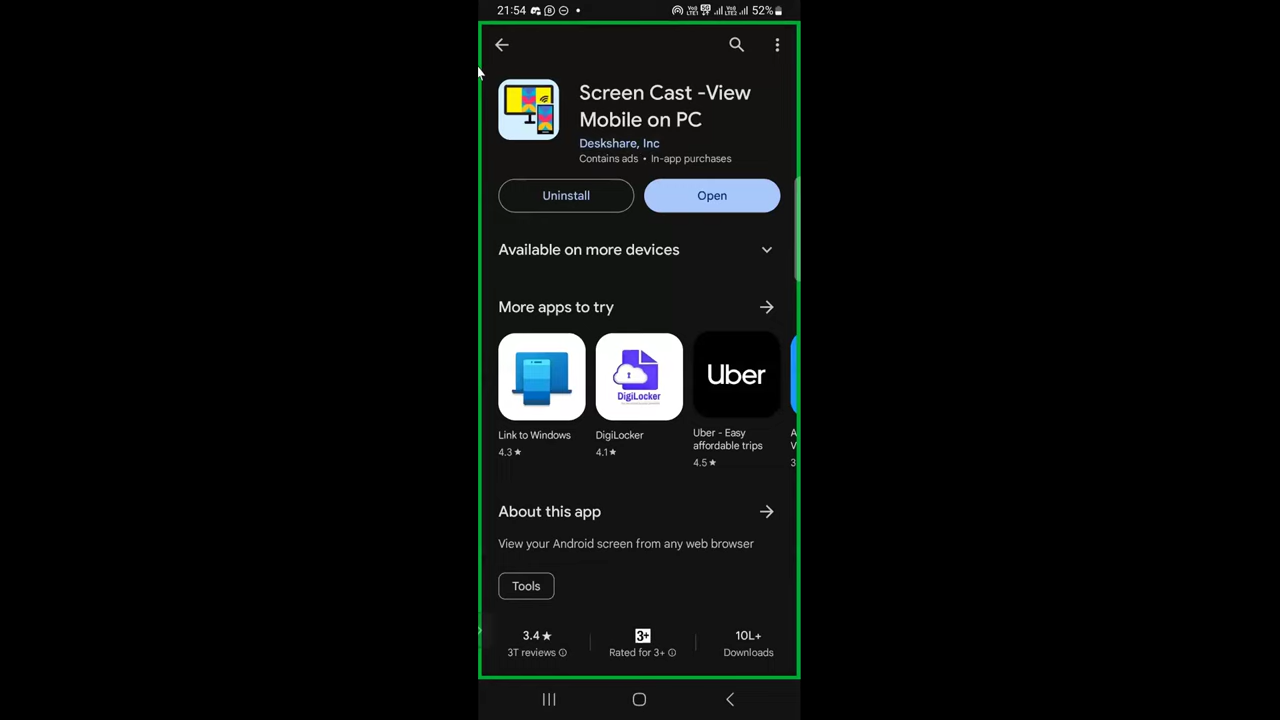 21:54
52%
Screen Cast -View
Mobile on PC
Deskshare, Inc
Contains ads • In-app purchases
Uninstall
Open
Available on more devices
More apps to try
DigiLocker
Uber
Link to Windows
4.3★
DigiLocker
4.1★
Uber - Easy
affordable trips
4.5★
A
V
3
About this app
View your Android screen from any web browser
Tools
3.4★
3T reviews
3+
Rated for 3+
10L+
Downloads